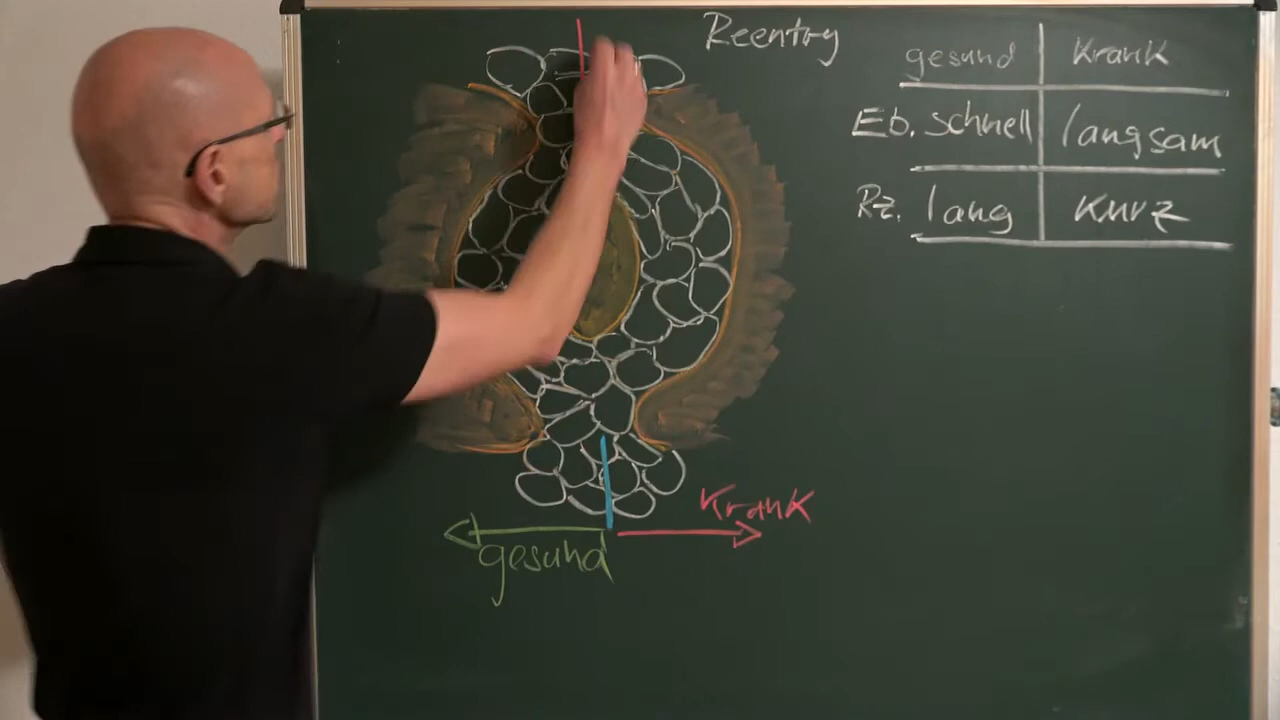 Reentry
gesund Krank
Eb. schnell langsam
Rz. lang Kurz
Krank
gesund